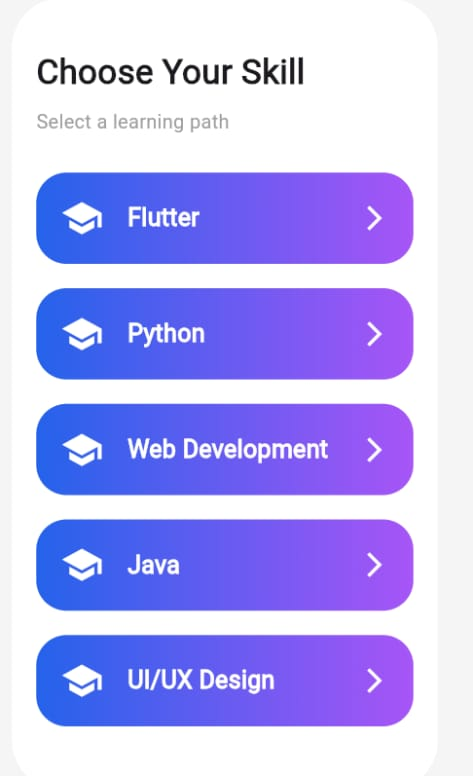 Choose Your Skill
Select a learning path
Flutter
Python
Web Development
Java
UI/UX Design